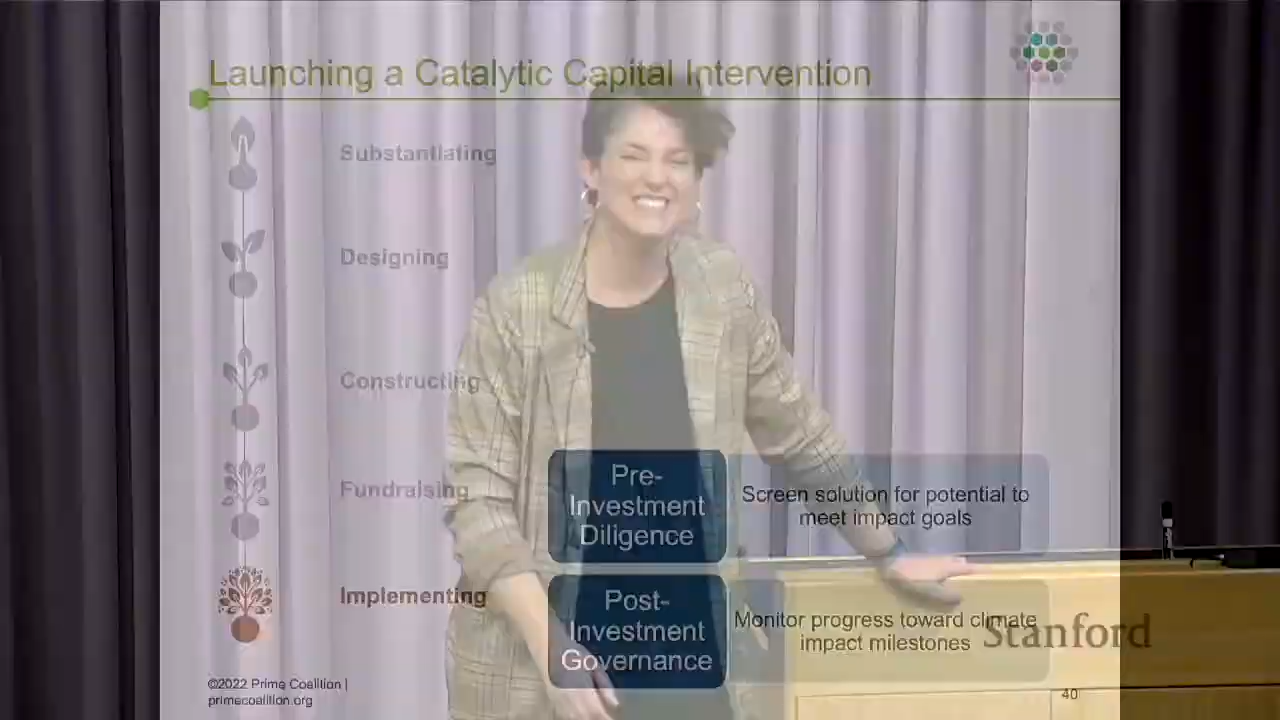 Launching a Catalytic Capital Intervention
Substantiating
Designing
Constructing
Fundraising
Pre-
Investment
Diligence
Screen solution for potential to
meet impact goals
Implementing
Post-
Investment
Governance
Monitor progress toward climate
impact milestones
Stanford
©2022 Prime Coalition |
primecoalition.org
40